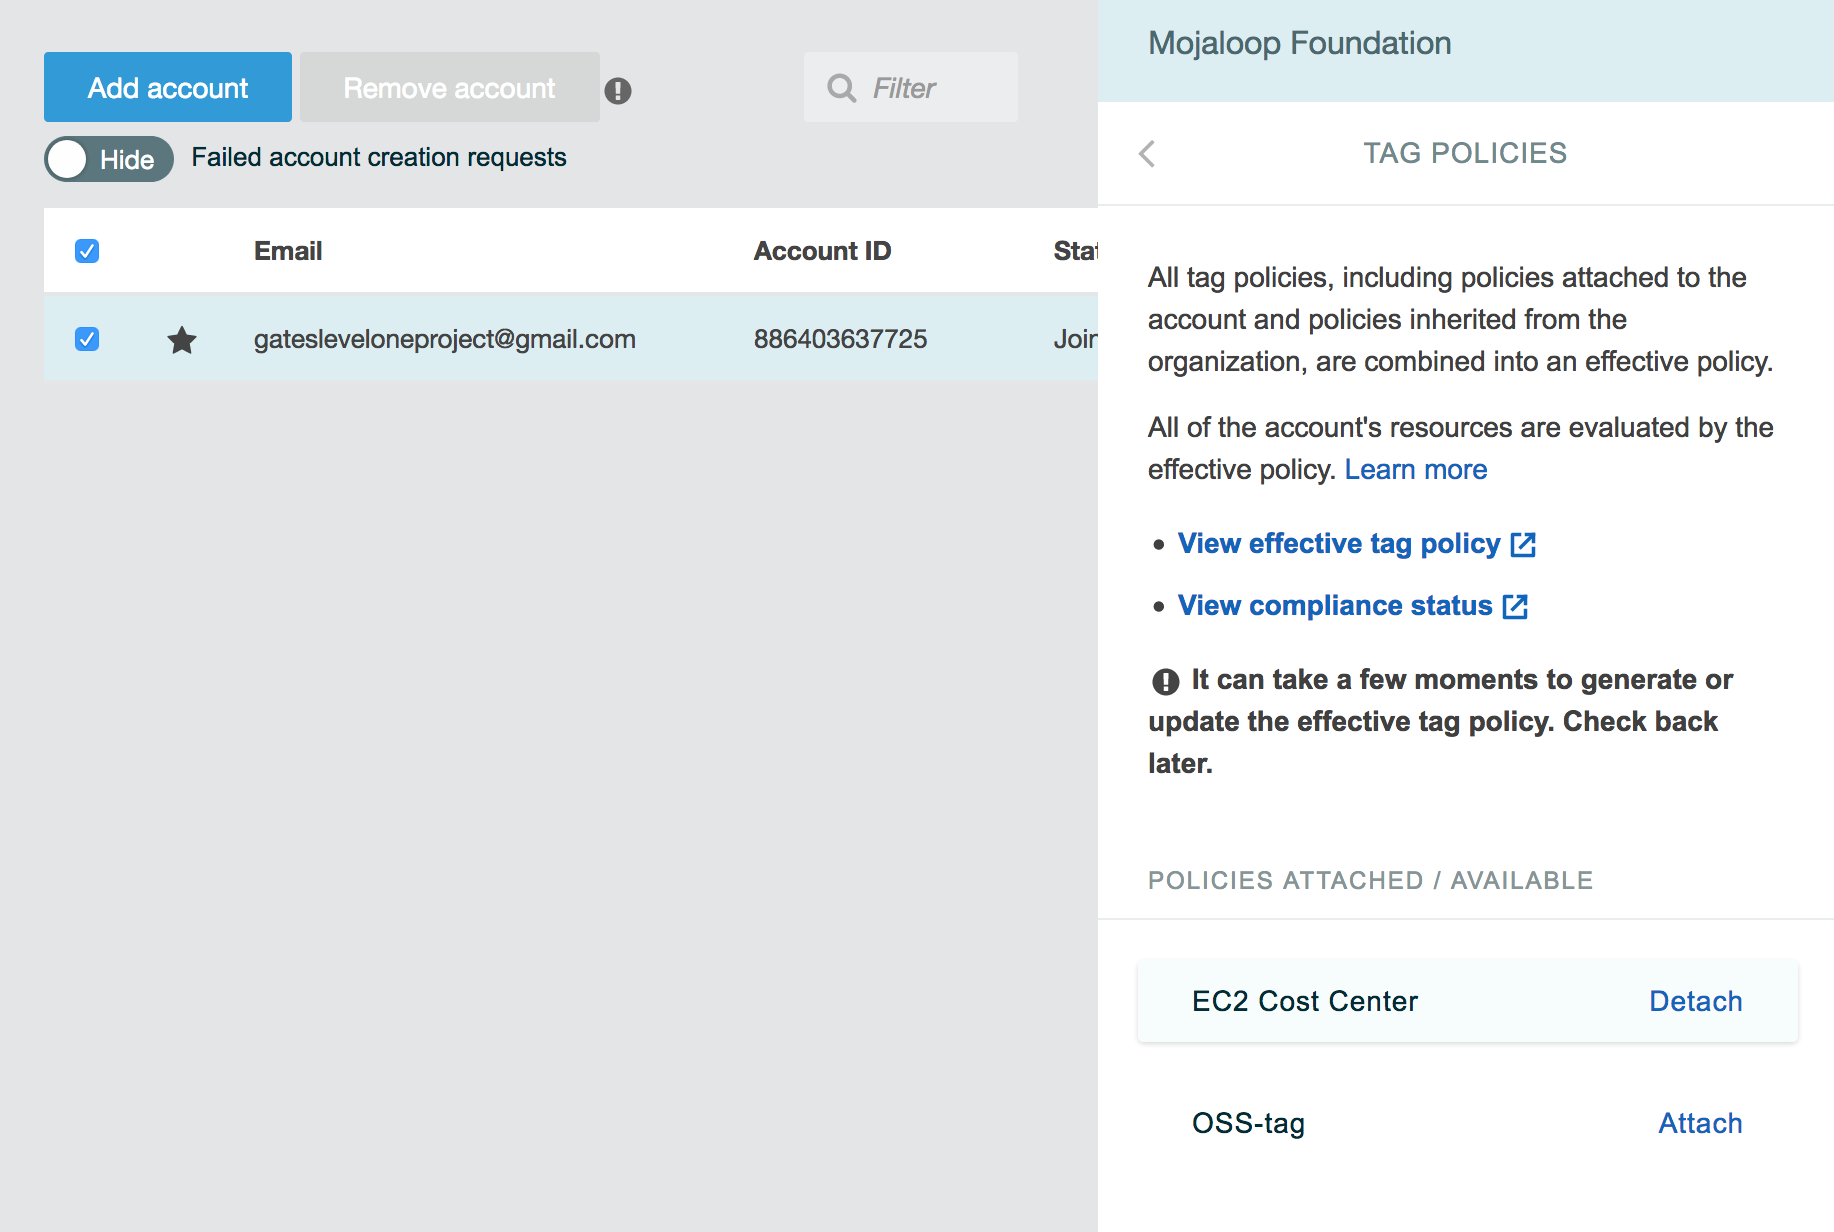 Add account
Remove account
Filter
Hide
Failed account creation requests
Email
Account ID
Stat
gatesleveloneproject@gmail.com
886403637725
Join
Mojaloop Foundation
TAG POLICIES
All tag policies, including policies attached to the
account and policies inherited from the
organization, are combined into an effective policy.
All of the account's resources are evaluated by the
effective policy. Learn more
View effective tag policy
View compliance status
It can take a few moments to generate or
update the effective tag policy. Check back
later.
POLICIES ATTACHED / AVAILABLE
EC2 Cost Center
Detach
OSS-tag
Attach